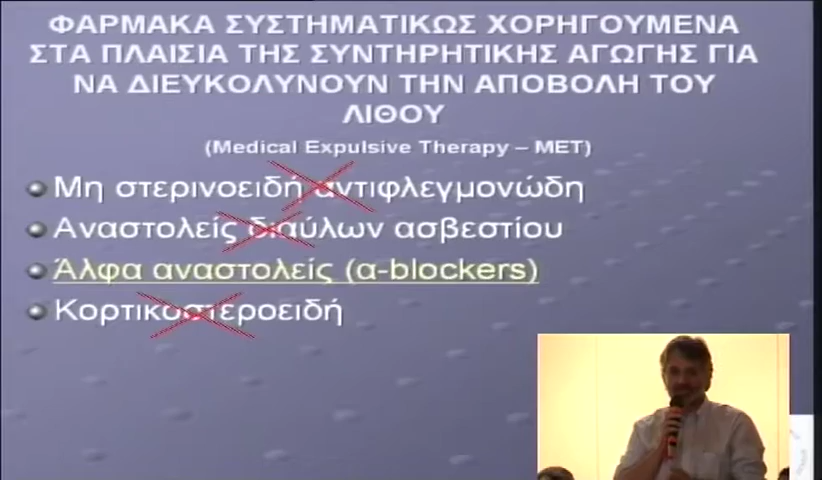 ΦΑΡΜΑΚΑ ΣΥΣΤΗΜΑΤΙΚΩΣ ΧΟΡΗΓΟΥΜΕΝΑ
ΣΤΑ ΠΛΑΙΣΙΑ ΤΗΣ ΣΥΝΤΗΡΗΤΙΚΗΣ ΑΓΩΓΗΣ ΓΙΑ
ΝΑ ΔΙΕΥΚΟΛΥΝΟΥΝ ΤΗΝ ΑΠΟΒΟΛΗ ΤΟΥ
ΛΙΘΟΥ
(Medical Expulsive Therapy – MET)
Μη στερινοειδή αντιφλεγμονώδη
Αναστολείς διαύλων ασβεστίου
Άλφα αναστολείς (α-blockers)
Κορτικοστεροειδή